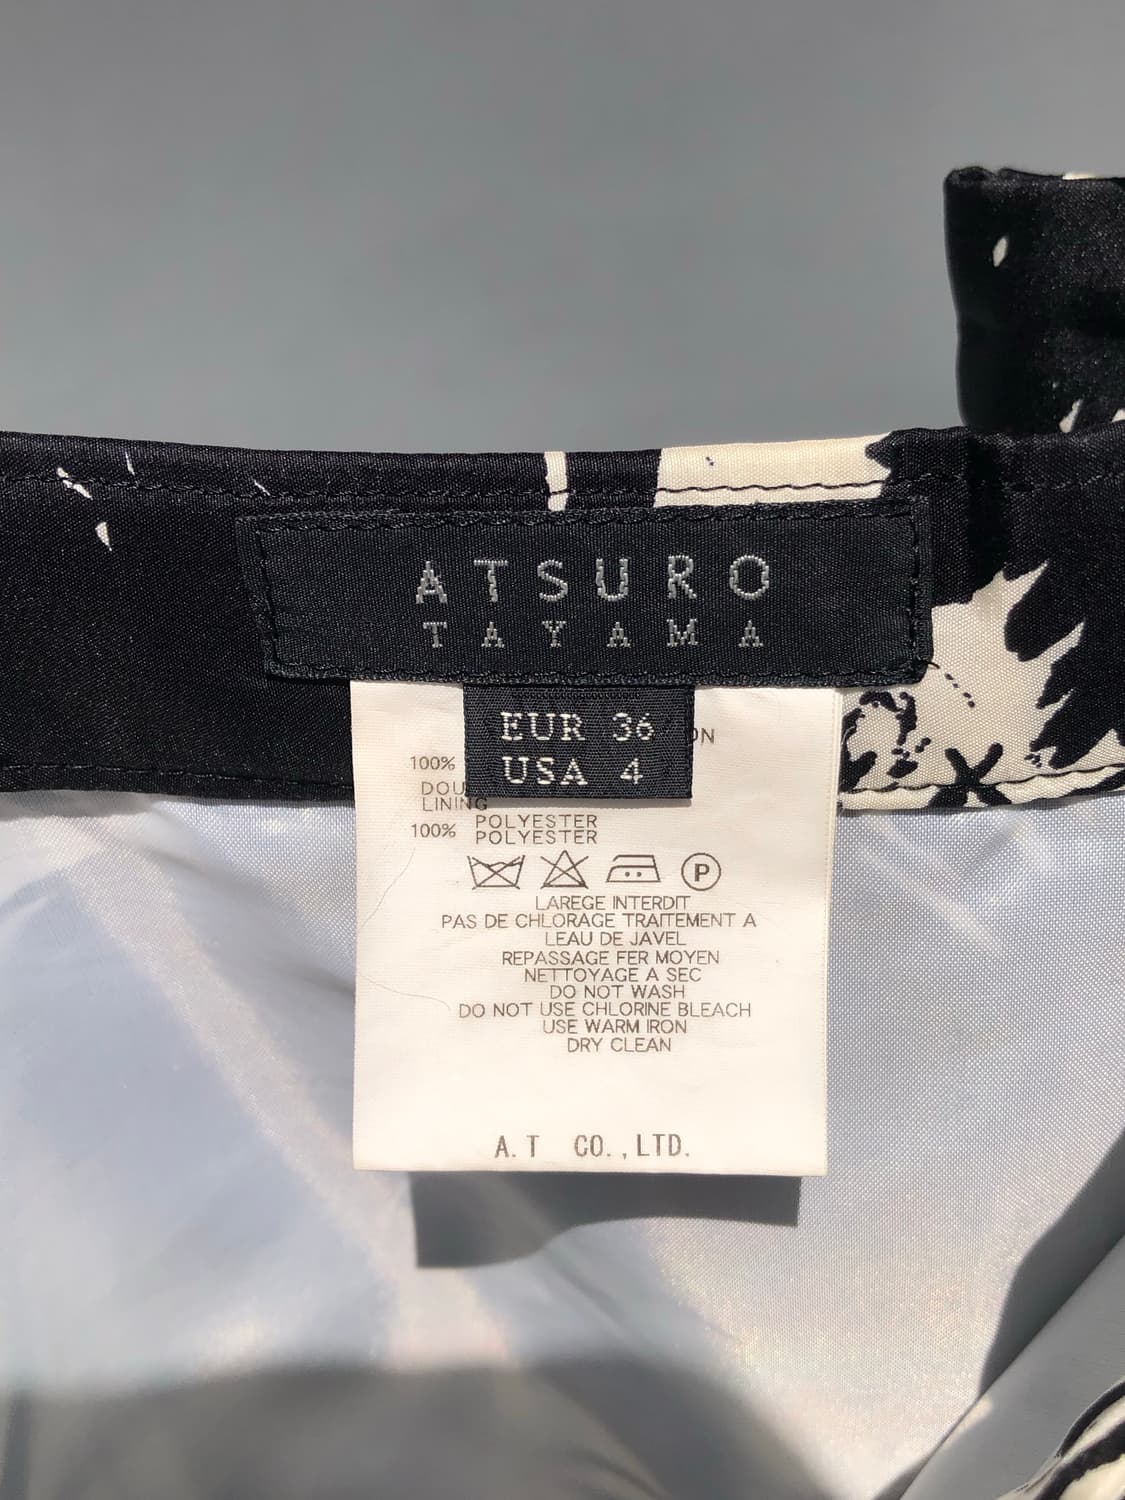 ATSURO
TAYAMA
EUR 36
USA 4
100%
LINING
100% POLYESTER
POLYESTER
P
LAREGE INTERDIT
PAS DE CHLORAGE TRAITEMENT A
LEAU DE JAVEL
REPASSAGE FER MOYEN
NETTOYAGE A SEC
DO NOT WASH
DO NOT USE CHLORINE BLEACH
USE WARM IRON
DRY CLEAN
A.T CO.,LTD.